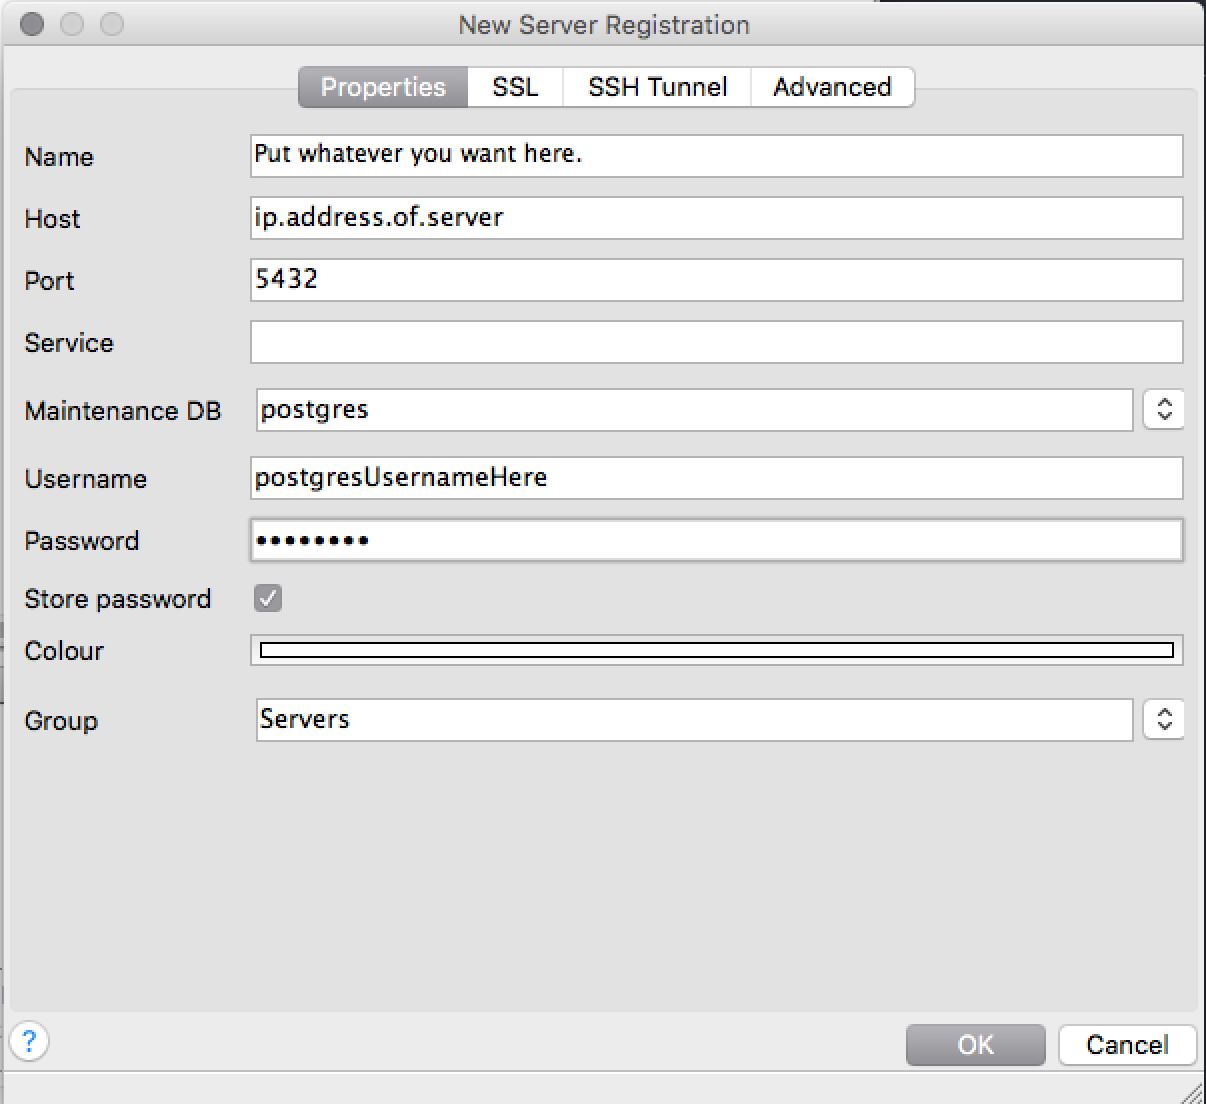 New Server Registration
Properties SSL SSH Tunnel Advanced
Name Put whatever you want here.
Host ip.address.of.server
Port 5432
Service
Maintenance DB postgres
Username postgresUsernameHere
Password ••••••••
Store password
Colour
Group Servers
? OK Cancel